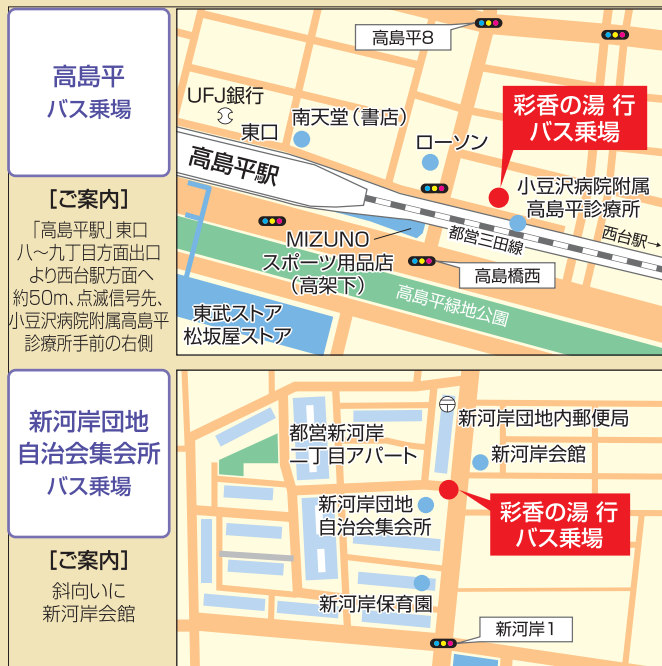 高島平
バス乗場
[ご案内]
「高島平駅」東口
八〜九丁目方面出口
より西台駅方面へ
約50m、点滅信号先、
小豆沢病院附属高島平
診療所手前の右側
高島平8
UFJ銀行
東口
南天堂（書店）
ローソン
彩香の湯 行
バス乗場
高島平駅
小豆沢病院附属
高島平診療所
MIZUNO
スポーツ用品店
（高架下）
都営三田線
西台駅→
高島橋西
高島平緑地公園
東武ストア
松坂屋ストア
新河岸団地
自治会集会所
バス乗場
[ご案内]
斜向いに
新河岸会館
都営新河岸
二丁目アパート
新河岸団地内郵便局
新河岸会館
新河岸団地
自治会集会所
彩香の湯 行
バス乗場
新河岸保育園
新河岸1